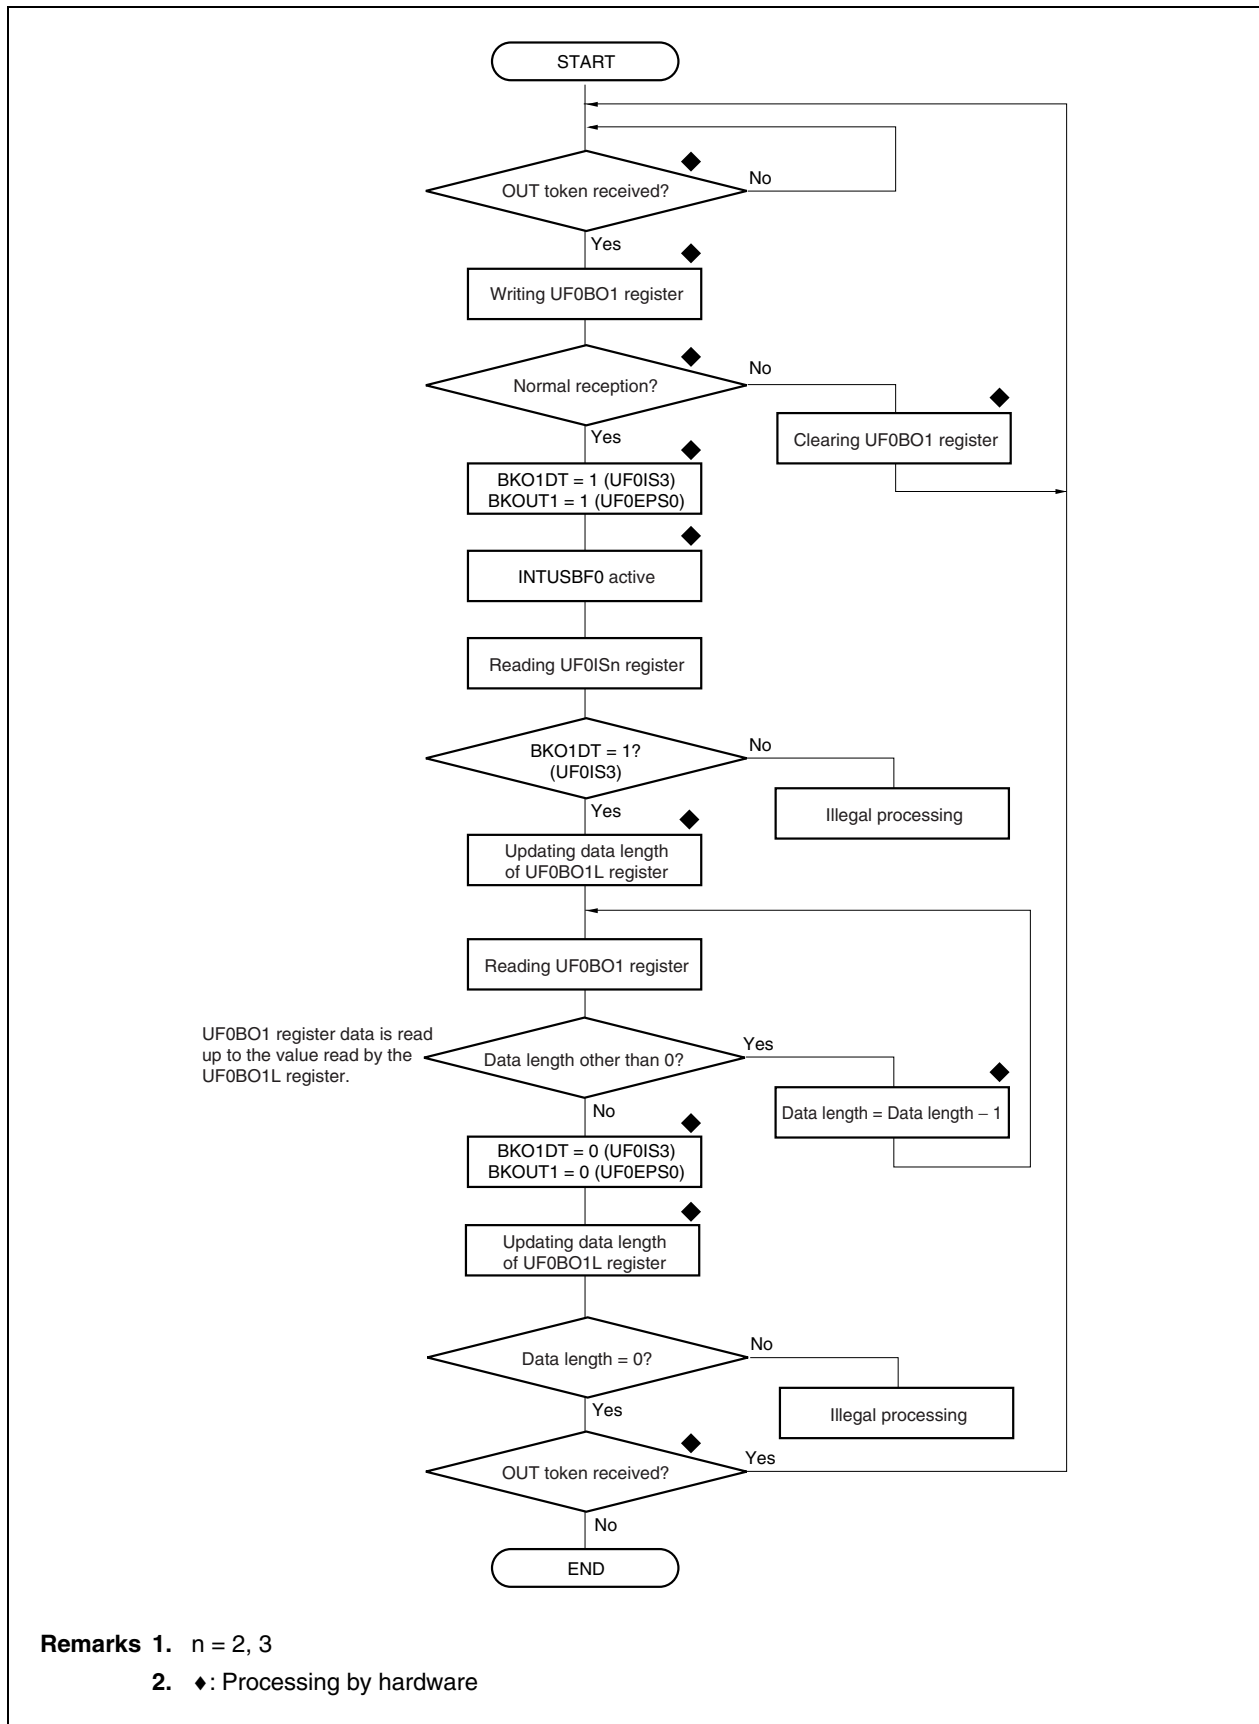 START
OUT token received?
No
Yes
Writing UF0BO1 register
Normal reception?
No
Yes
Clearing UF0BO1 register
BKO1DT = 1 (UF0IS3)
BKOUT1 = 1 (UF0EPS0)
INTUSBF0 active
Reading UF0ISn register
BKO1DT = 1?
(UF0IS3)
No
Yes
Illegal processing
Updating data length
of UF0BO1L register
Reading UF0BO1 register
UF0BO1 register data is read
up to the value read by the
UF0BO1L register.
Data length other than 0?
Yes
No
Data length = Data length – 1
BKO1DT = 0 (UF0IS3)
BKOUT1 = 0 (UF0EPS0)
Updating data length
of UF0BO1L register
Data length = 0?
No
Yes
Illegal processing
OUT token received?
Yes
No
END
Remarks 1. n = 2, 3
2. ♦: Processing by hardware